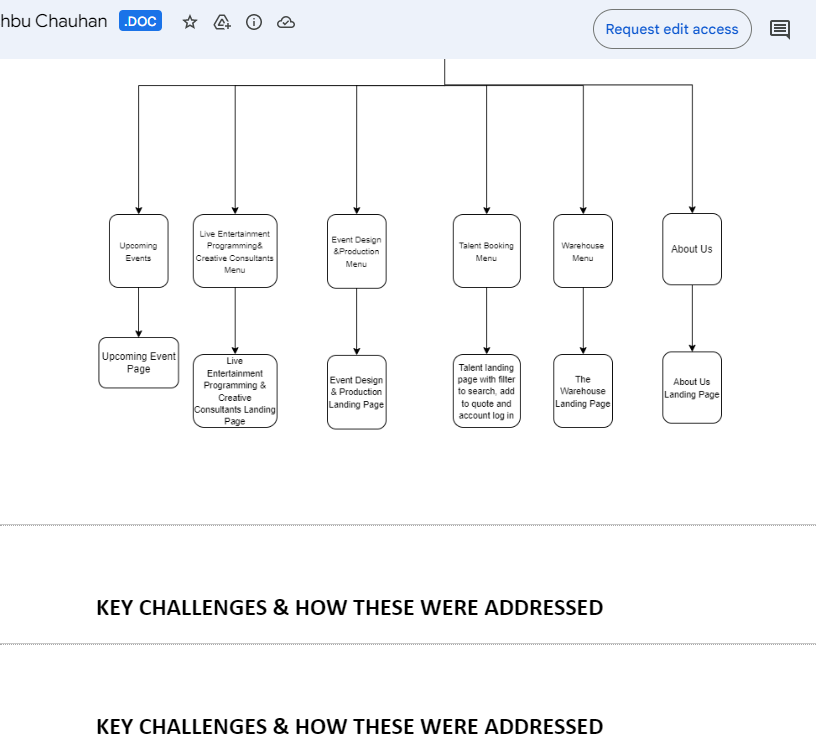 hbu Chauhan .DOC
Request edit access
Upcoming
Events
Live Entertainment
Programming&
Creative Consultants
Menu
Event Design
&Production
Menu
Talent Booking
Menu
Warehouse
Menu
About Us
Upcoming Event
Page
Live
Entertainment
Programming &
Creative
Consultants Landing
Page
Event Design
& Production
Landing Page
Talent landing
page with filter
to search, add
to quote and
account log in
The
Warehouse
Landing Page
About Us
Landing Page
KEY CHALLENGES & HOW THESE WERE ADDRESSED
KEY CHALLENGES & HOW THESE WERE ADDRESSED